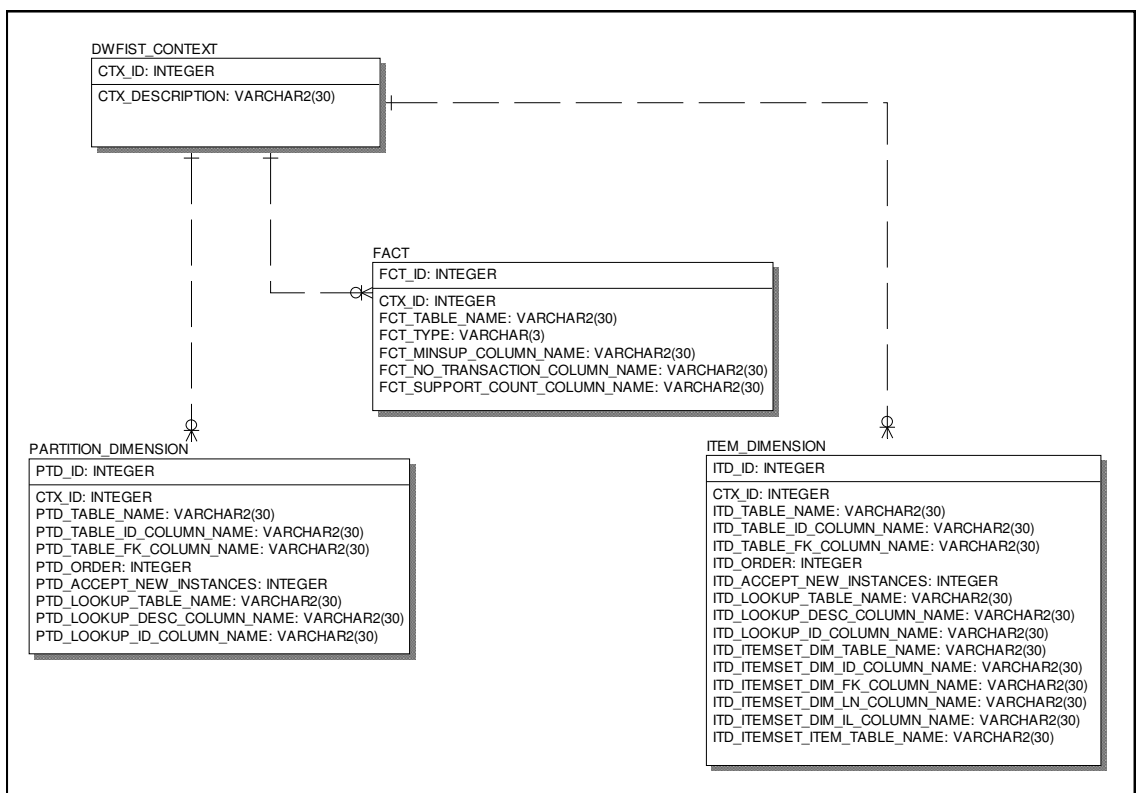 DWFIST_CONTEXT
CTX_ID: INTEGER
CTX_DESCRIPTION: VARCHAR2(30)
FACT
FCT_ID: INTEGER
CTX_ID: INTEGER
FCT_TABLE_NAME: VARCHAR2(30)
FCT_TYPE: VARCHAR(3)
FCT_MINSUP_COLUMN_NAME: VARCHAR2(30)
FCT_NO_TRANSACTION_COLUMN_NAME: VARCHAR2(30)
FCT_SUPPORT_COUNT_COLUMN_NAME: VARCHAR2(30)
PARTITION_DIMENSION
PTD_ID: INTEGER
CTX_ID: INTEGER
PTD_TABLE_NAME: VARCHAR2(30)
PTD_TABLE_ID_COLUMN_NAME: VARCHAR2(30)
PTD_TABLE_FK_COLUMN_NAME: VARCHAR2(30)
PTD_ORDER: INTEGER
PTD_ACCEPT_NEW_INSTANCES: INTEGER
PTD_LOOKUP_TABLE_NAME: VARCHAR2(30)
PTD_LOOKUP_DESC_COLUMN_NAME: VARCHAR2(30)
PTD_LOOKUP_ID_COLUMN_NAME: VARCHAR2(30)
ITEM_DIMENSION
ITD_ID: INTEGER
CTX_ID: INTEGER
ITD_TABLE_NAME: VARCHAR2(30)
ITD_TABLE_ID_COLUMN_NAME: VARCHAR2(30)
ITD_TABLE_FK_COLUMN_NAME: VARCHAR2(30)
ITD_ORDER: INTEGER
ITD_ACCEPT_NEW_INSTANCES: INTEGER
ITD_LOOKUP_TABLE_NAME: VARCHAR2(30)
ITD_LOOKUP_DESC_COLUMN_NAME: VARCHAR2(30)
ITD_LOOKUP_ID_COLUMN_NAME: VARCHAR2(30)
ITD_ITEMSET_DIM_TABLE_NAME: VARCHAR2(30)
ITD_ITEMSET_DIM_ID_COLUMN_NAME: VARCHAR2(30)
ITD_ITEMSET_DIM_FK_COLUMN_NAME: VARCHAR2(30)
ITD_ITEMSET_DIM_LN_COLUMN_NAME: VARCHAR2(30)
ITD_ITEMSET_DIM_IL_COLUMN_NAME: VARCHAR2(30)
ITD_ITEMSET_ITEM_TABLE_NAME: VARCHAR2(30)